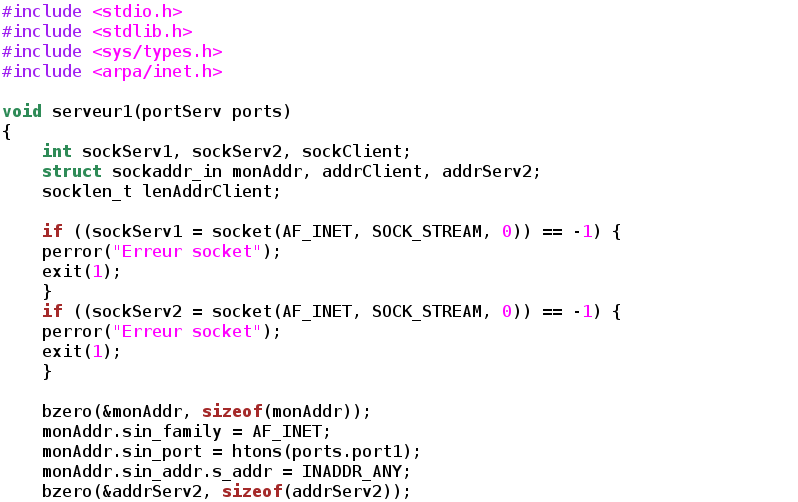 #include <stdio.h>
#include <stdlib.h>
#include <sys/types.h>
#include <arpa/inet.h>

void serveur1(portServ ports)
{
    int sockServ1, sockServ2, sockClient;
    struct sockaddr_in monAddr, addrClient, addrServ2;
    socklen_t lenAddrClient;

    if ((sockServ1 = socket(AF_INET, SOCK_STREAM, 0)) == -1) {
    perror("Erreur socket");
    exit(1);
    }
    if ((sockServ2 = socket(AF_INET, SOCK_STREAM, 0)) == -1) {
    perror("Erreur socket");
    exit(1);
    }

    bzero(&monAddr, sizeof(monAddr));
    monAddr.sin_family = AF_INET;
    monAddr.sin_port = htons(ports.port1);
    monAddr.sin_addr.s_addr = INADDR_ANY;
    bzero(&addrServ2, sizeof(addrServ2));